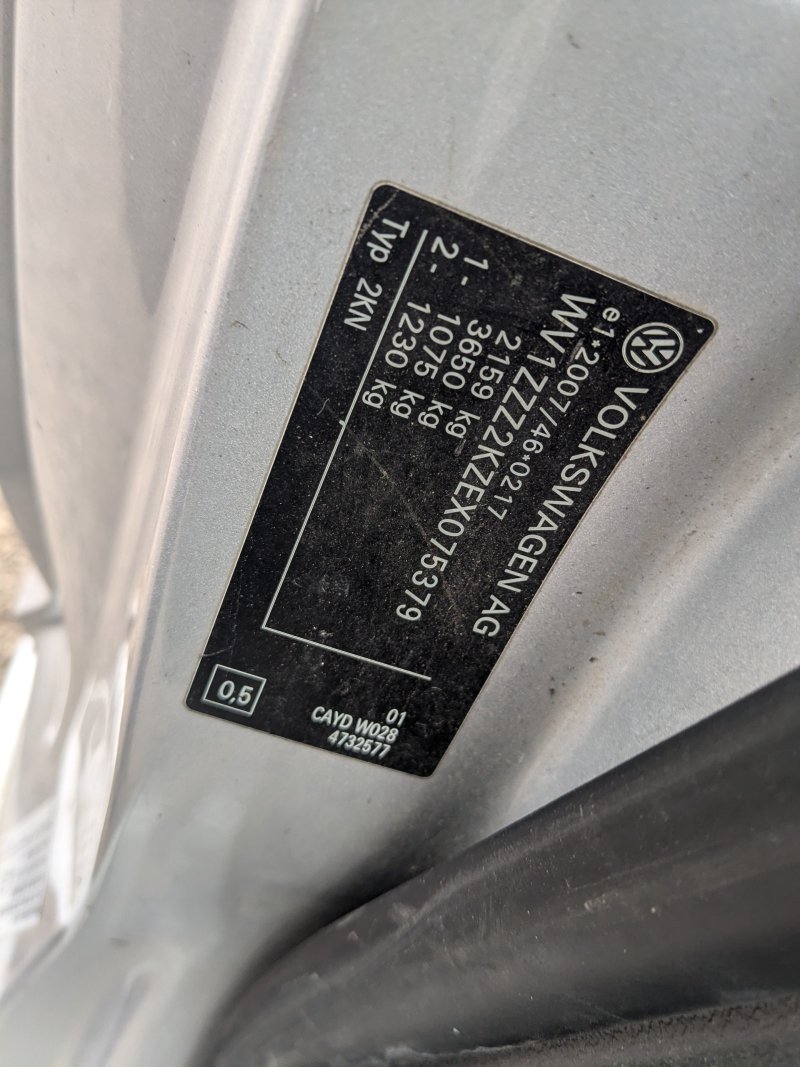 VOLKSWAGEN AG
e1*2007/46*0217
WV1ZZZ2KZEX075379
2159 kg
3650 kg
1- 1075 kg
2- 1230 kg
Typ 2KN
01
CAYD W028
4732577
0,5